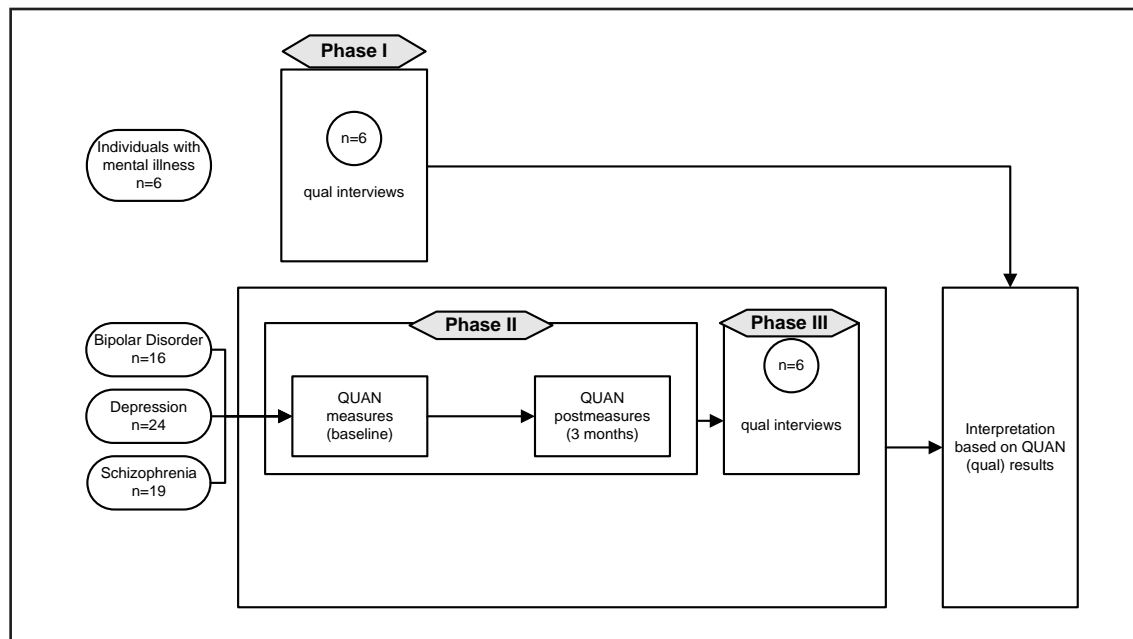 Phase I
n=6
qual interviews
Individuals with
mental illness
n=6
Phase II
Phase III
Bipolar Disorder
n=16
Depression
n=24
Schizophrenia
n=19
QUAN
measures
(baseline)
QUAN
postmeasures
(3 months)
n=6
qual interviews
Interpretation
based on QUAN
(qual) results